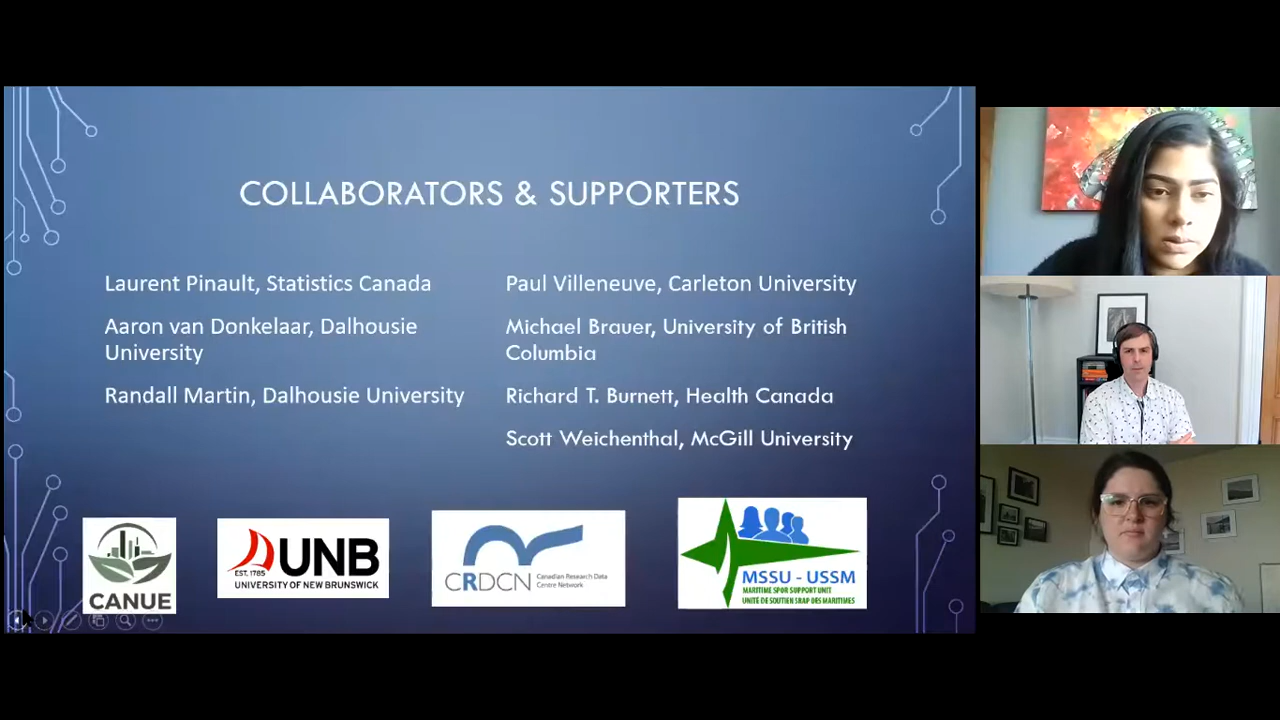 COLLABORATORS & SUPPORTERS
Laurent Pinault, Statistics Canada
Aaron van Donkelaar, Dalhousie
University
Randall Martin, Dalhousie University
Paul Villeneuve, Carleton University
Michael Brauer, University of British
Columbia
Richard T. Burnett, Health Canada
Scott Weichenthal, McGill University
CANUE
UNB
EST. 1785
UNIVERSITY OF NEW BRUNSWICK
CRDCN
Canadian Research Data
Centre Network
MSSU - USSM
MARITIME SPOR SUPPORT UNIT
UNITÉ DE SOUTIEN SRAP DES MARITIMES